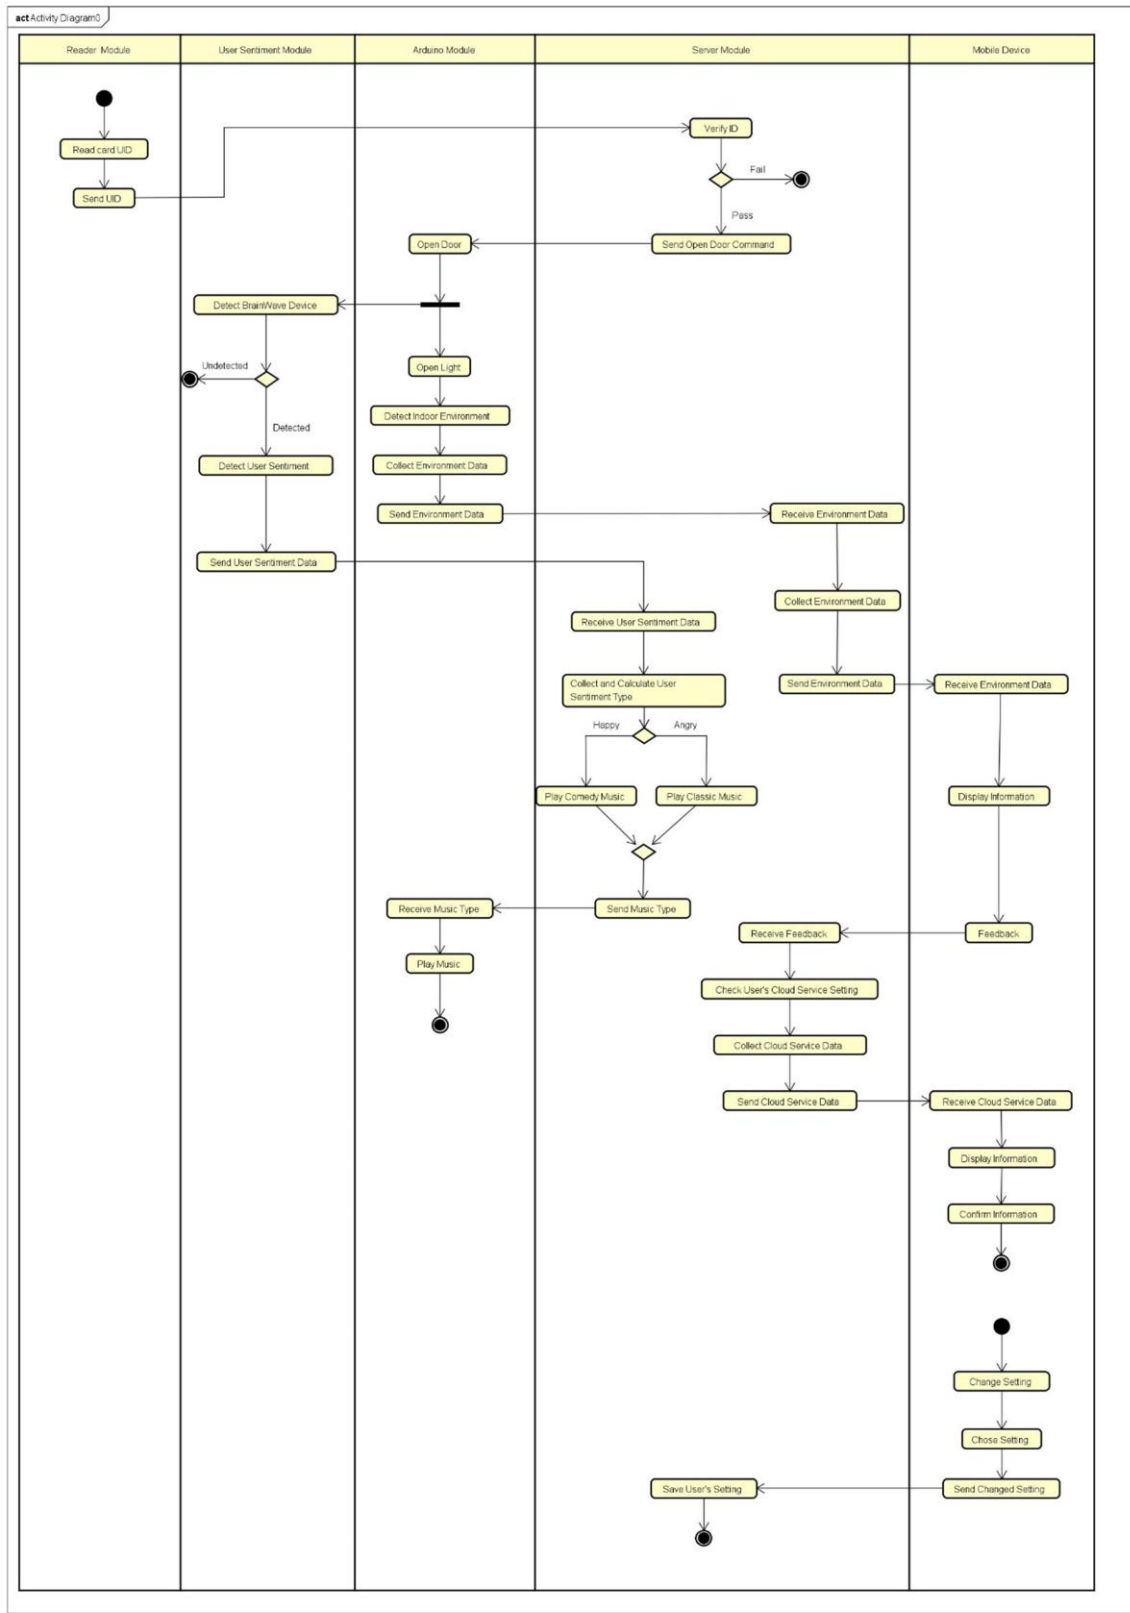 act Activity Diagram0
Reader Module
User Sentiment Module
Arduino Module
Server Module
Mobile Device
Verify ID
Read card UID
Fail
Send UID
Pass
Open Door
Send Open Door Command
Detect BrainWave Device
Undetected
Open Light
Detect Indoor Environment
Detected
Detect User Sentiment
Collect Environment Data
Send Environment Data
Receive Environment Data
Send User Sentiment Data
Collect Environment Data
Receive User Sentiment Data
Collect and Calculate User
Sentiment Type
Send Environment Data
Receive Environment Data
Happy
Angry
Play Comedy Music
Play Classic Music
Display Information
Receive Music Type
Send Music Type
Receive Feedback
Feedback
Play Music
Check User's Cloud Service Setting
Collect Cloud Service Data
Send Cloud Service Data
Receive Cloud Service Data
Display Information
Confirm Information
Change Setting
Chose Setting
Save User's Setting
Send Changed Setting